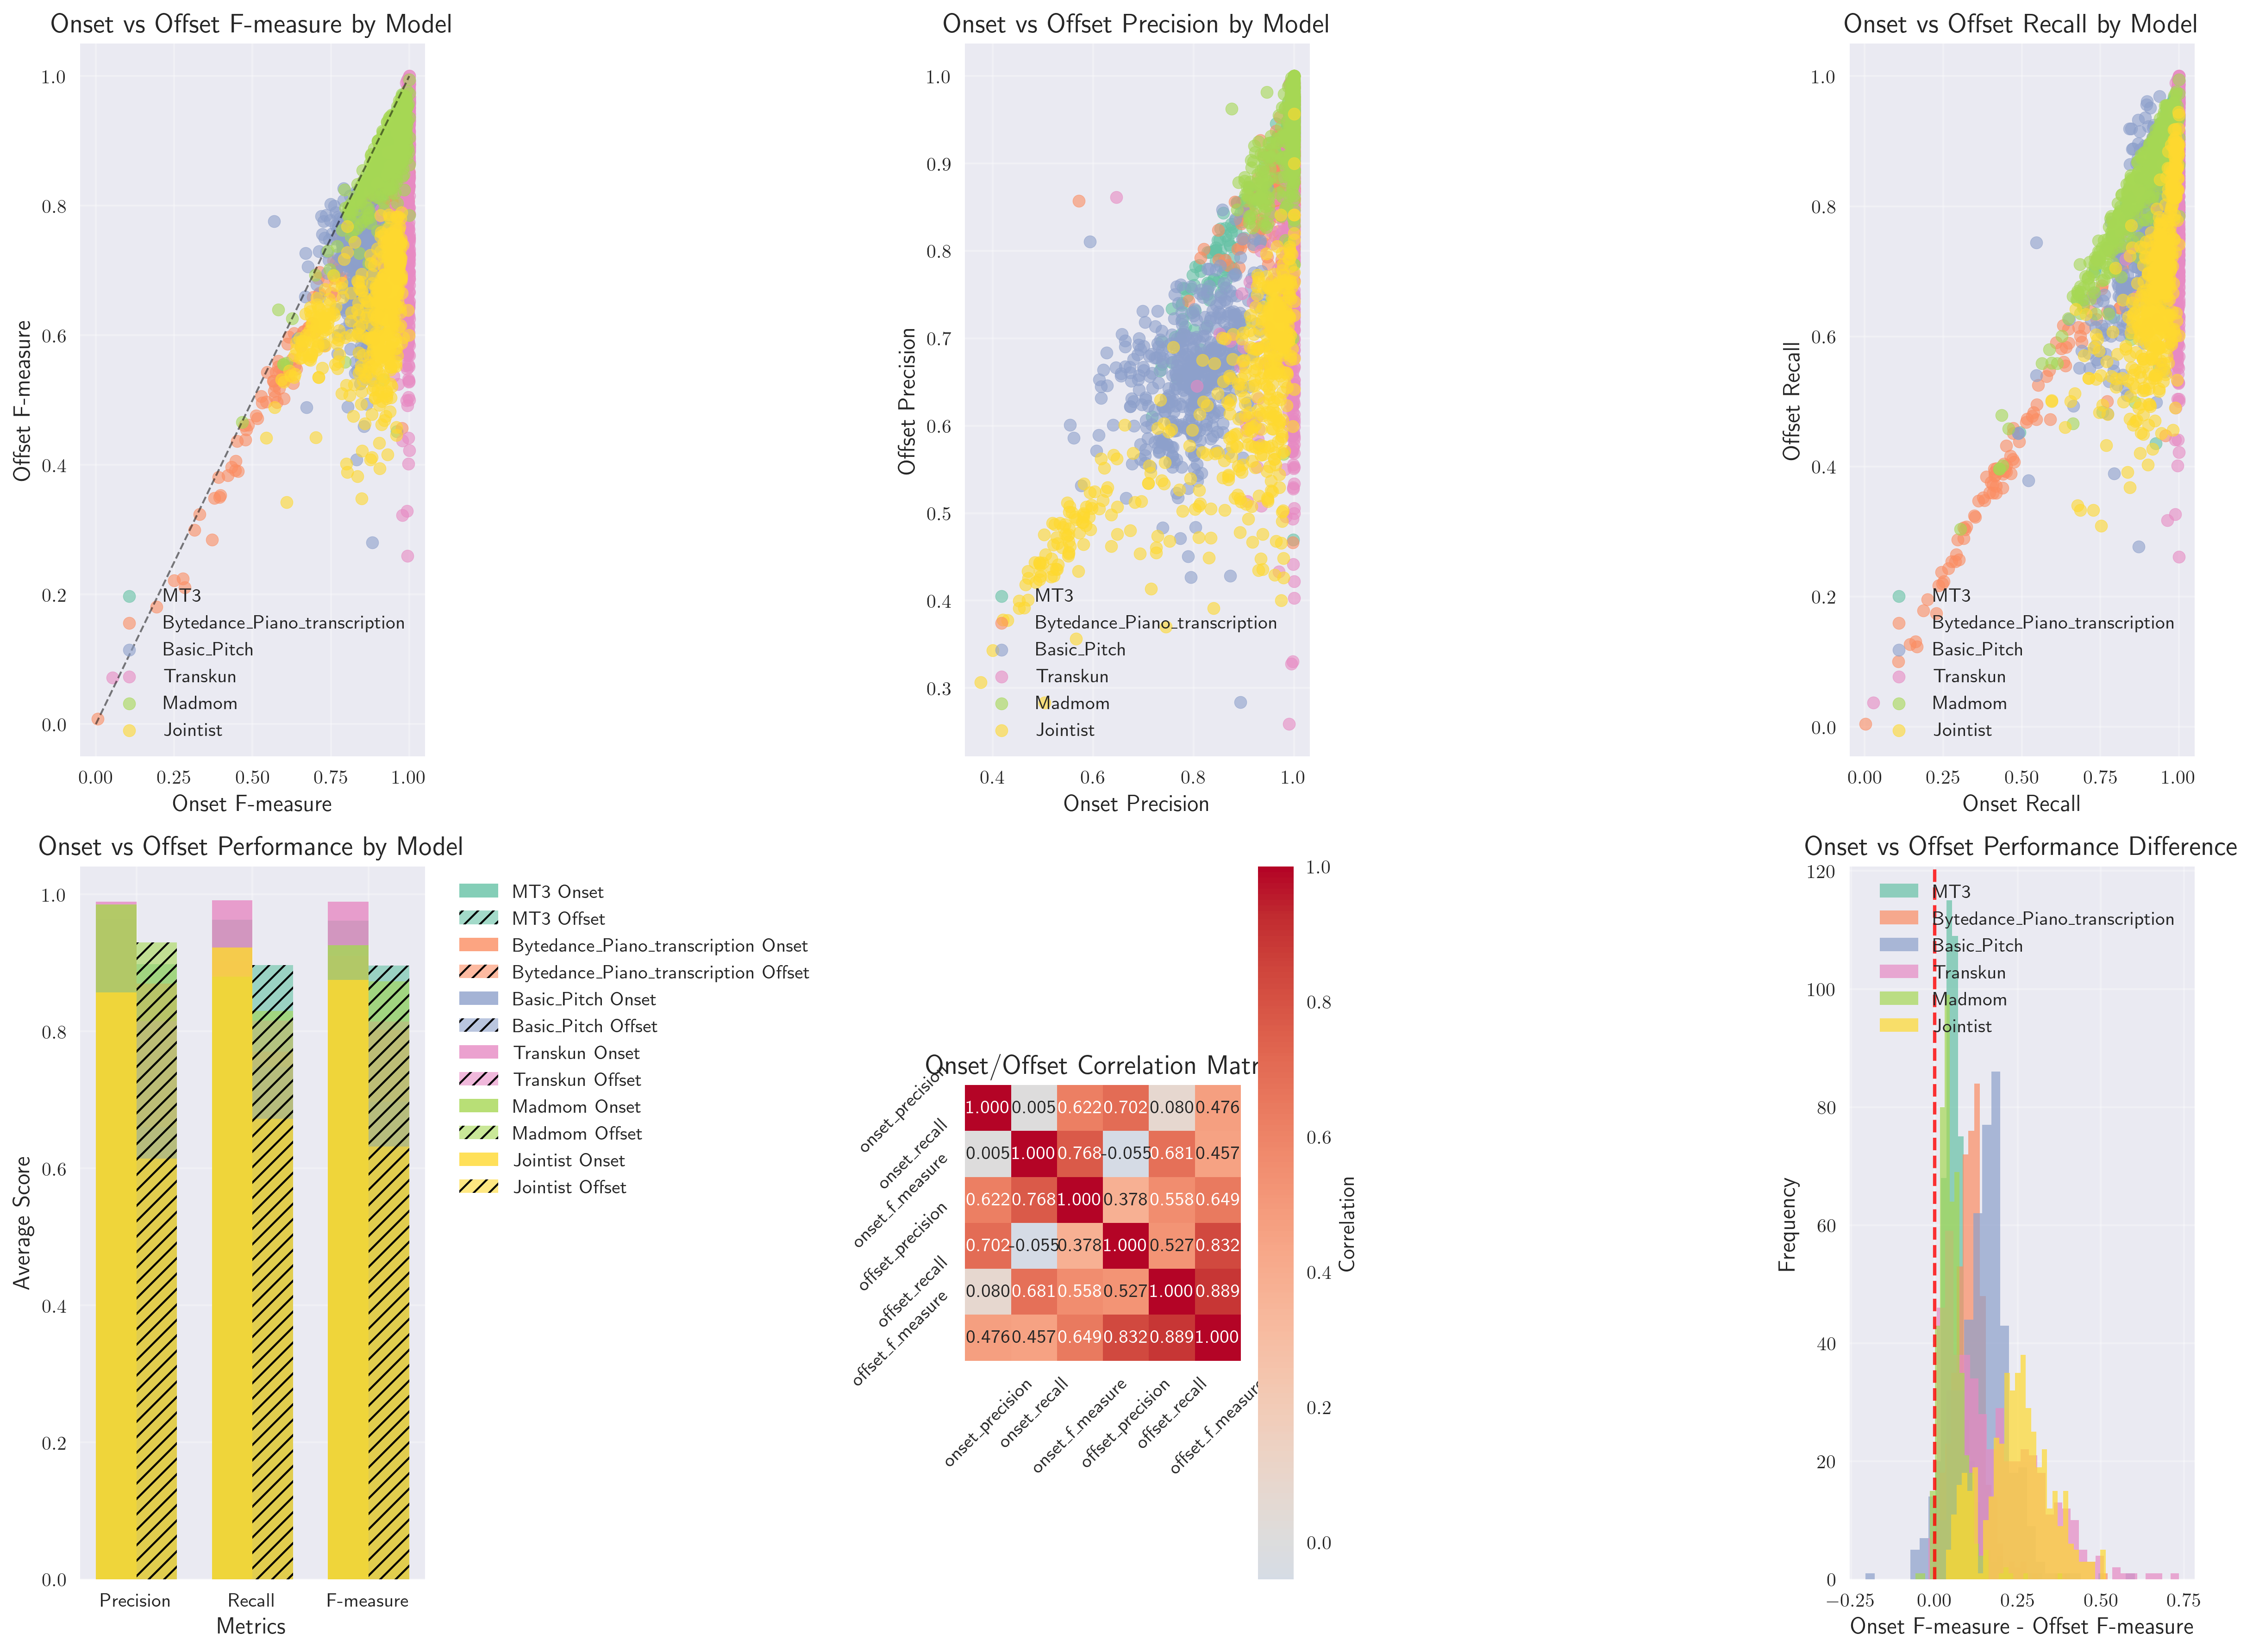 Onset vs Offset F-measure by Model
Offset F-measure
1.0
0.8
0.6
0.4
0.2
0.0
MT3
Bytedance_Piano_transcription
Basic_Pitch
Transkun
Madmom
Jointist
0.00 0.25 0.50 0.75 1.00
Onset F-measure
Onset vs Offset Precision by Model
Offset Precision
1.0
0.9
0.8
0.7
0.6
0.5
0.4
0.3
MT3
Bytedance_Piano_transcription
Basic_Pitch
Transkun
Madmom
Jointist
0.4 0.6 0.8 1.0
Onset Precision
Onset vs Offset Recall by Model
Offset Recall
1.0
0.8
0.6
0.4
0.2
0.0
MT3
Bytedance_Piano_transcription
Basic_Pitch
Transkun
Madmom
Jointist
0.00 0.25 0.50 0.75 1.00
Onset Recall
Onset vs Offset Performance by Model
Average Score
1.0
0.8
0.6
0.4
0.2
0.0
Precision Recall F-measure
Metrics
MT3 Onset
MT3 Offset
Bytedance_Piano_transcription Onset
Bytedance_Piano_transcription Offset
Basic_Pitch Onset
Basic_Pitch Offset
Transkun Onset
Transkun Offset
Madmom Onset
Madmom Offset
Jointist Onset
Jointist Offset
Onset/Offset Correlation Matr
onset_precision
onset_recall
onset_f_measure
offset_precision
offset_recall
offset_f_measure
1.000 0.005 0.622 0.702 0.080 0.476
0.005 1.000 0.768 -0.055 0.681 0.457
0.622 0.768 1.000 0.378 0.558 0.649
0.702 -0.055 0.378 1.000 0.527 0.832
0.080 0.681 0.558 0.527 1.000 0.889
0.476 0.457 0.649 0.832 0.889 1.000
onset_precision
onset_recall
onset_f_measure
offset_precision
offset_recall
offset_f_measure
1.0
0.8
0.6
0.4
0.2
0.0
Correlation
Onset vs Offset Performance Difference
Frequency
120
100
80
60
40
20
0
MT3
Bytedance_Piano_transcription
Basic_Pitch
Transkun
Madmom
Jointist
−0.25 0.00 0.25 0.50 0.75
Onset F-measure - Offset F-measure